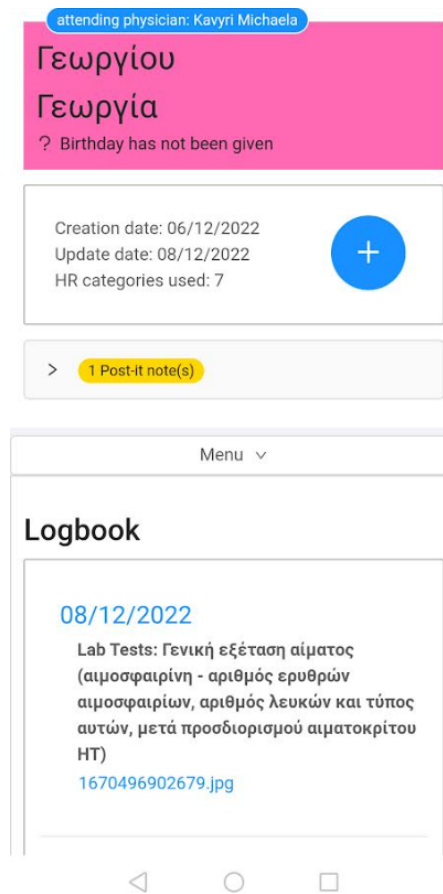 attending physician: Kavyri Michaela
Γεωργίου
Γεωργία
? Birthday has not been given
Creation date: 06/12/2022
Update date: 08/12/2022
HR categories used: 7
+
> 1 Post-it note(s)
Menu
Logbook
08/12/2022
Lab Tests: Γενική εξέταση αίματος
(αιμοσφαιρίνη - αριθμός ερυθρών
αιμοσφαιρίων, αριθμός λευκών και τύπος
αυτών, μετά προσδιορισμού αιματοκρίτου
HT)
1670496902679.jpg